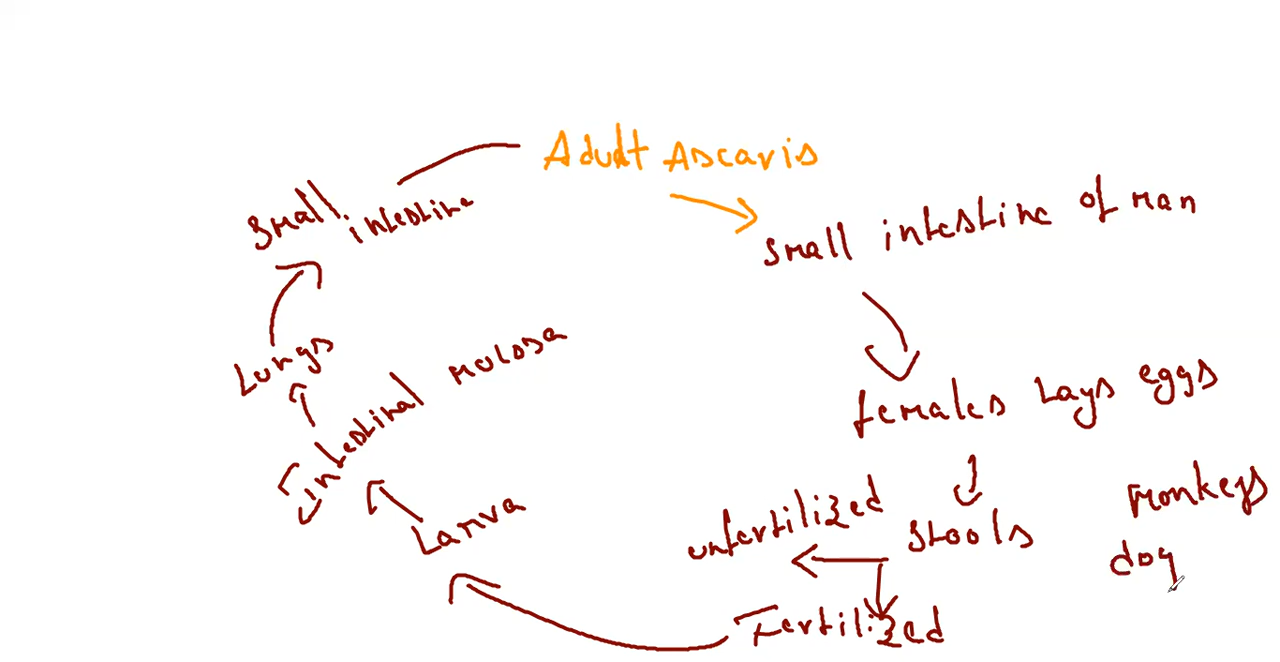 Adult Ascaris
small intestine of man
females lays eggs
stools
unfertilized
Fertilized
Larva
Intestinal mucosa
Lungs
small intestine
monkeys
dog